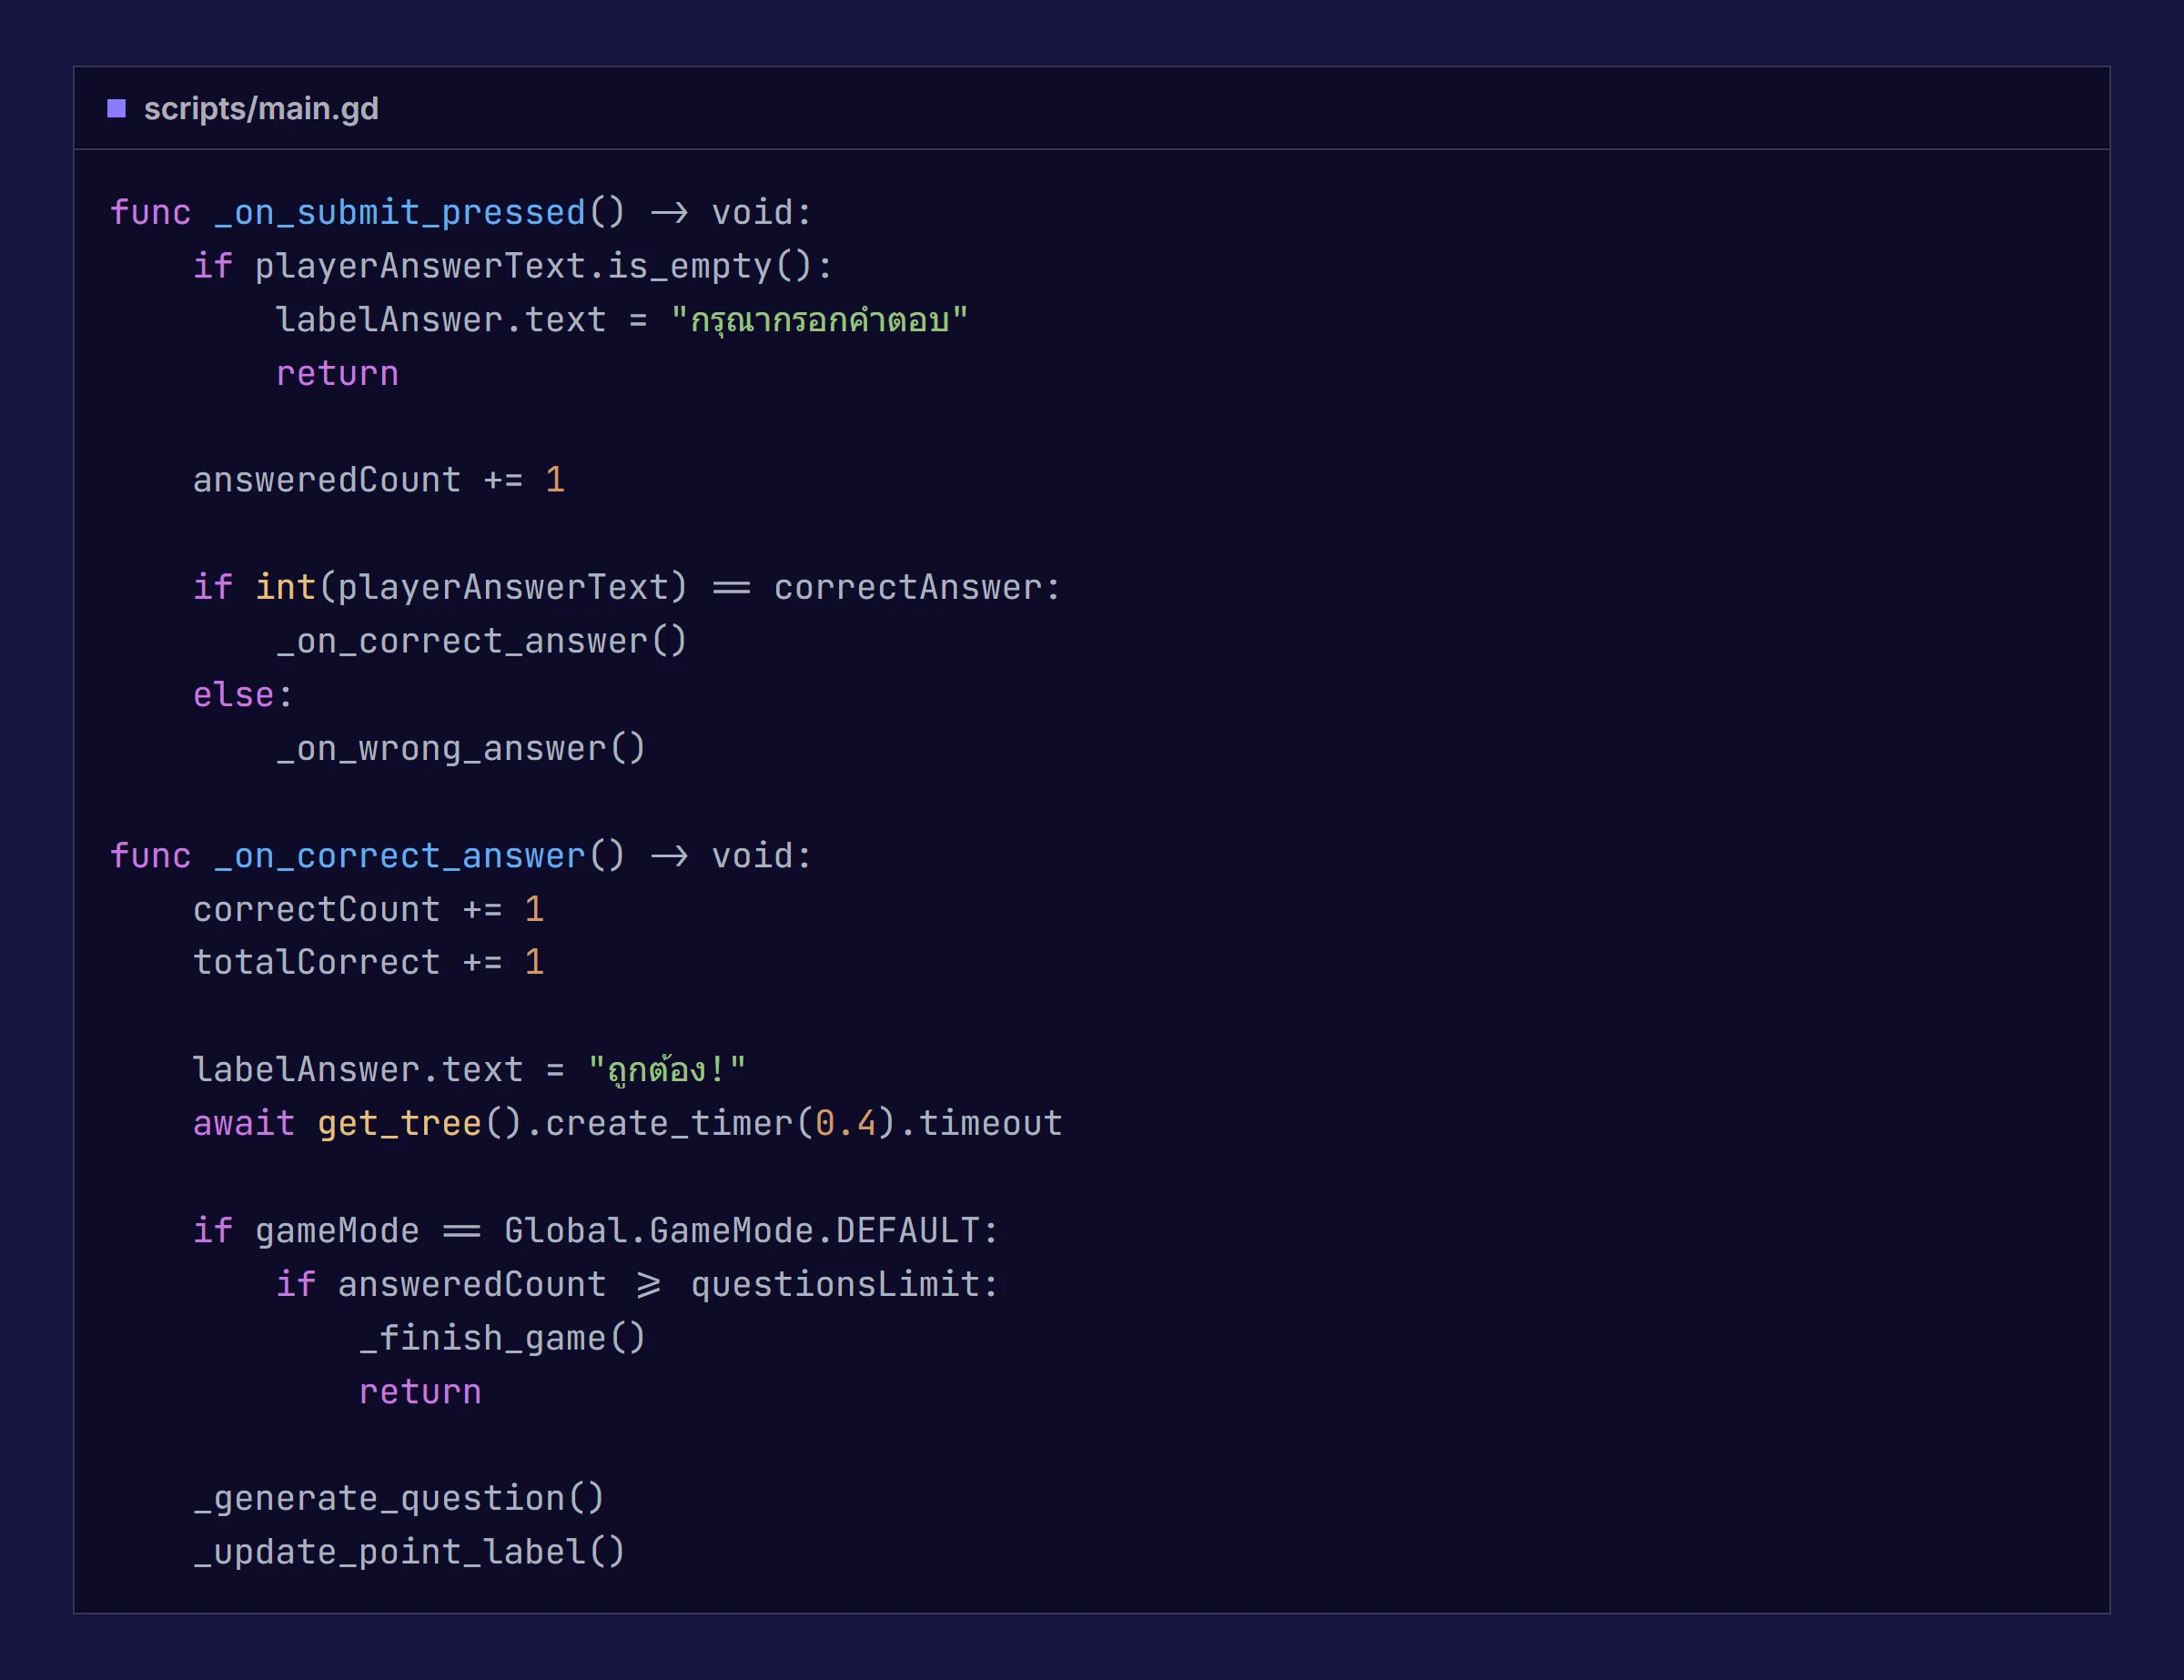 scripts/main.gd
func _on_submit_pressed() -> void:
    if playerAnswerText.is_empty():
        labelAnswer.text = "กรุณากรอกคำตอบ"
        return

    answeredCount += 1

    if int(playerAnswerText) == correctAnswer:
        _on_correct_answer()
    else:
        _on_wrong_answer()

func _on_correct_answer() -> void:
    correctCount += 1
    totalCorrect += 1

    labelAnswer.text = "ถูกต้อง!"
    await get_tree().create_timer(0.4).timeout

    if gameMode == Global.GameMode.DEFAULT:
        if answeredCount >= questionsLimit:
            _finish_game()
            return

    _generate_question()
    _update_point_label()